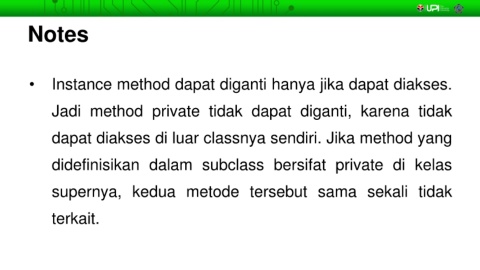 UPI
Notes
• Instance method dapat diganti hanya jika dapat diakses.
Jadi method private tidak dapat diganti, karena tidak
dapat diakses di luar classnya sendiri. Jika method yang
didefinisikan dalam subclass bersifat private di kelas
supernya, kedua metode tersebut sama sekali tidak
terkait.